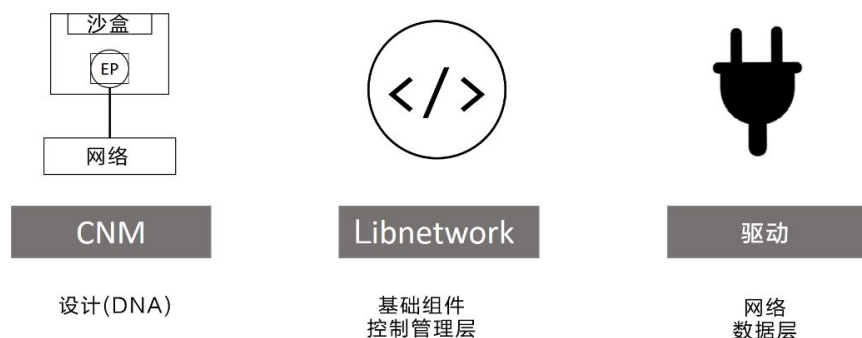 沙盒
EP
网络
CNM
设计(DNA)
</>
Libnetwork
基础组件
控制管理层
驱动
网络
数据层